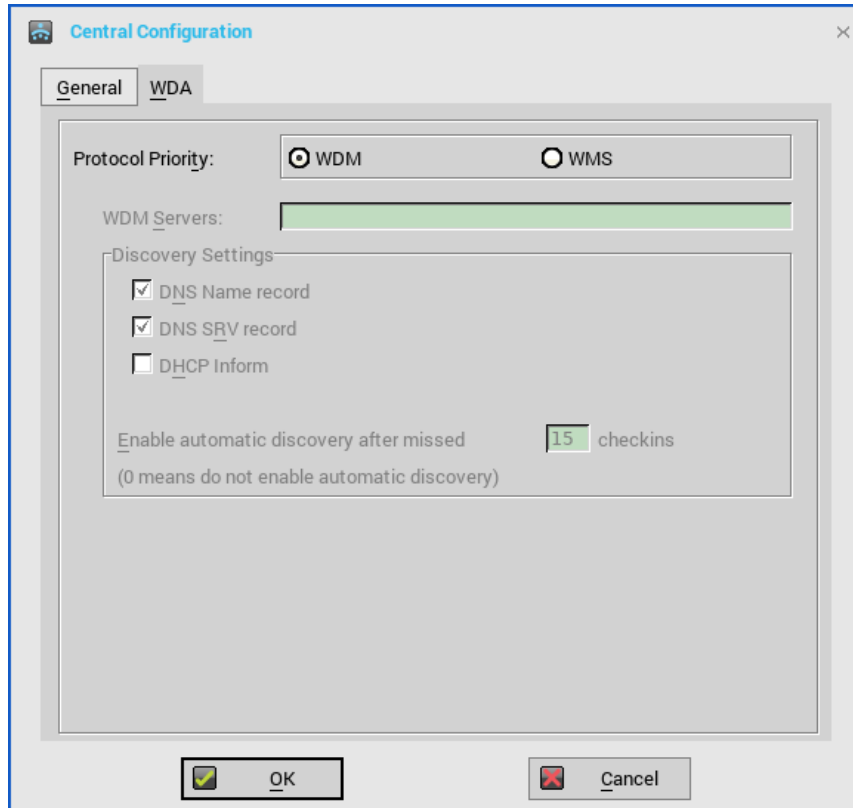 Central Configuration
General WDA
Protocol Priority: WDM WMS
WDM Servers:
Discovery Settings
DNS Name record
DNS SRV record
DHCP Inform
Enable automatic discovery after missed 15 checkins
(0 means do not enable automatic discovery)
OK Cancel